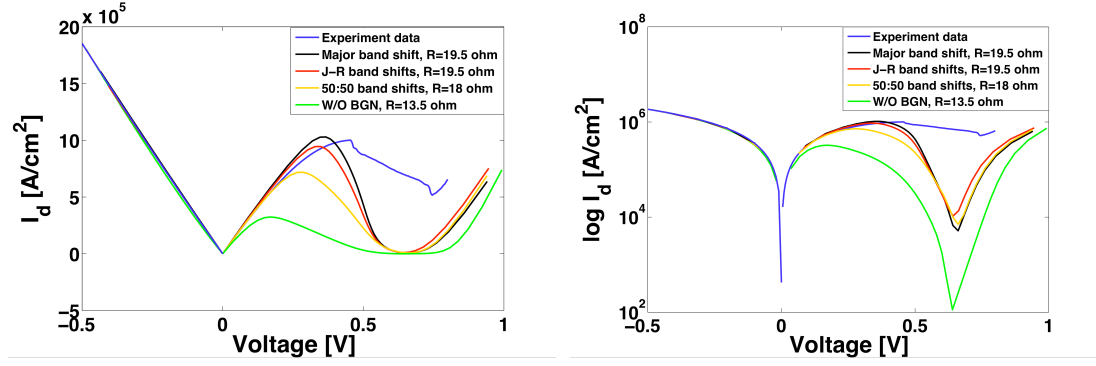 x 10^5
20
15
10
5
0
−5
−0.5
0
0.5
1
I_d [A/cm^2]
Voltage [V]
Experiment data
Major band shift, R=19.5 ohm
J−R band shifts, R=19.5 ohm
50:50 band shifts, R=18 ohm
W/O BGN, R=13.5 ohm
10^8
10^6
10^4
10^2
−0.5
0
0.5
1
log I_d [A/cm^2]
Voltage [V]
Experiment data
Major band shift, R=19.5 ohm
J−R band shifts, R=19.5 ohm
50:50 band shifts, R=18 ohm
W/O BGN, R=13.5 ohm